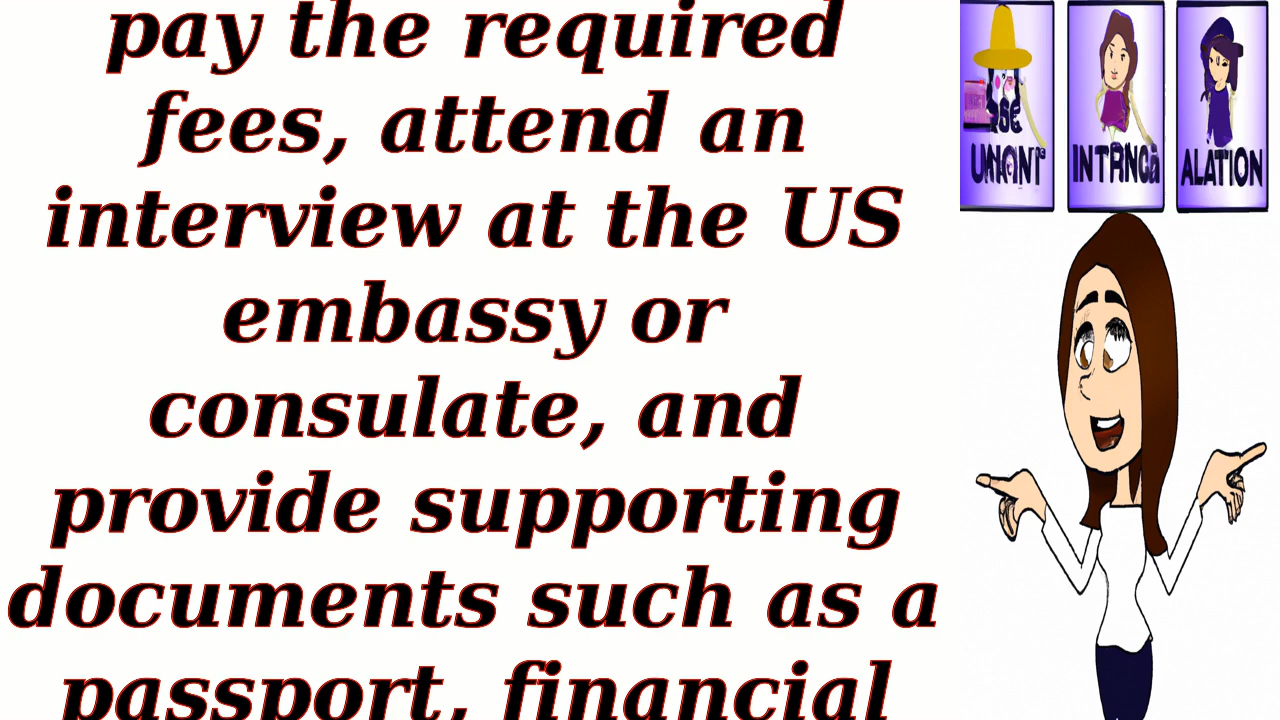 pay the required
fees, attend an
interview at the US
embassy or
consulate, and
provide supporting
documents such as a
passport, financial
ALATION